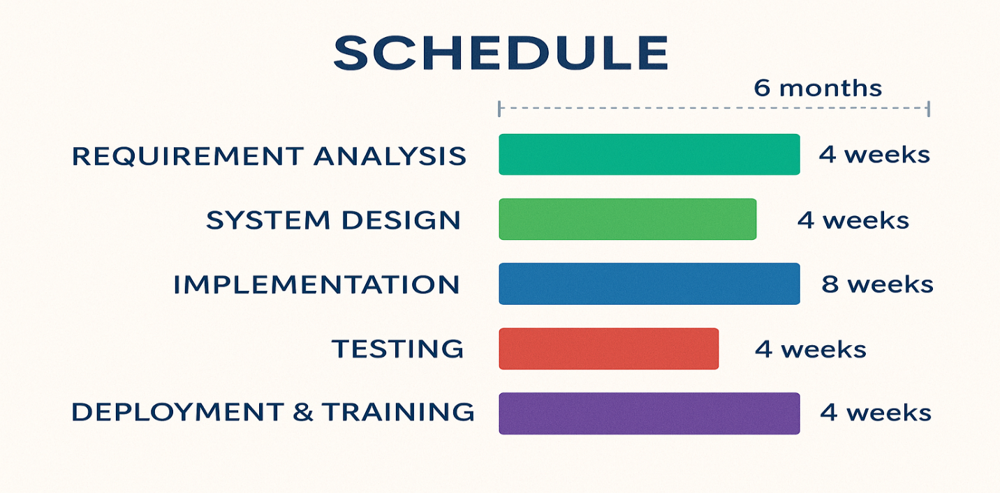 SCHEDULE
6 months
REQUIREMENT ANALYSIS 4 weeks
SYSTEM DESIGN 4 weeks
IMPLEMENTATION 8 weeks
TESTING 4 weeks
DEPLOYMENT & TRAINING 4 weeks